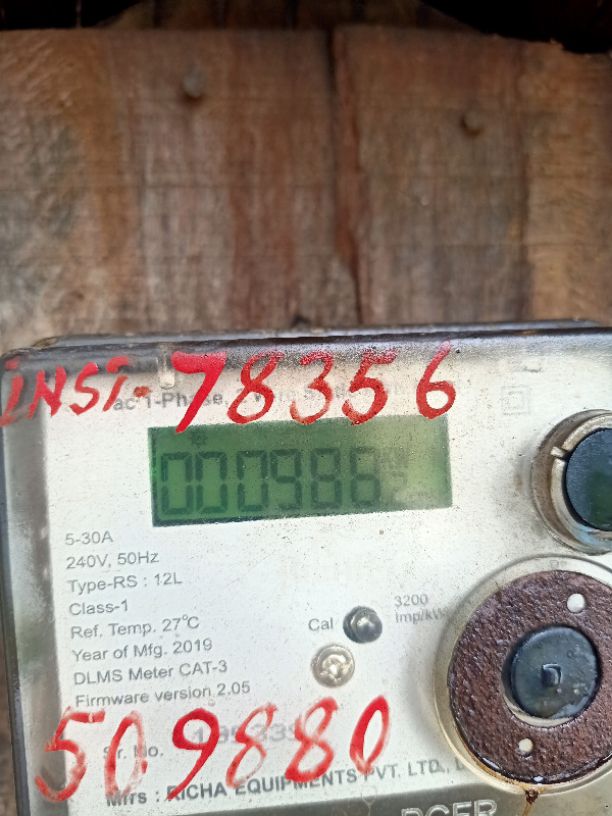 INST.- 78356
ac 1-Phase,
000986
5-30A
240V, 50Hz
Type-RS : 12L
Class-1
Ref. Temp. 27°C
Cal
3200
imp/kW
Year of Mfg. 2019
DLMS Meter CAT-3
Firmware version 2.05
Sr. No.
509880
Mfrs : RICHA EQUIPMENTS PVT. LTD.,